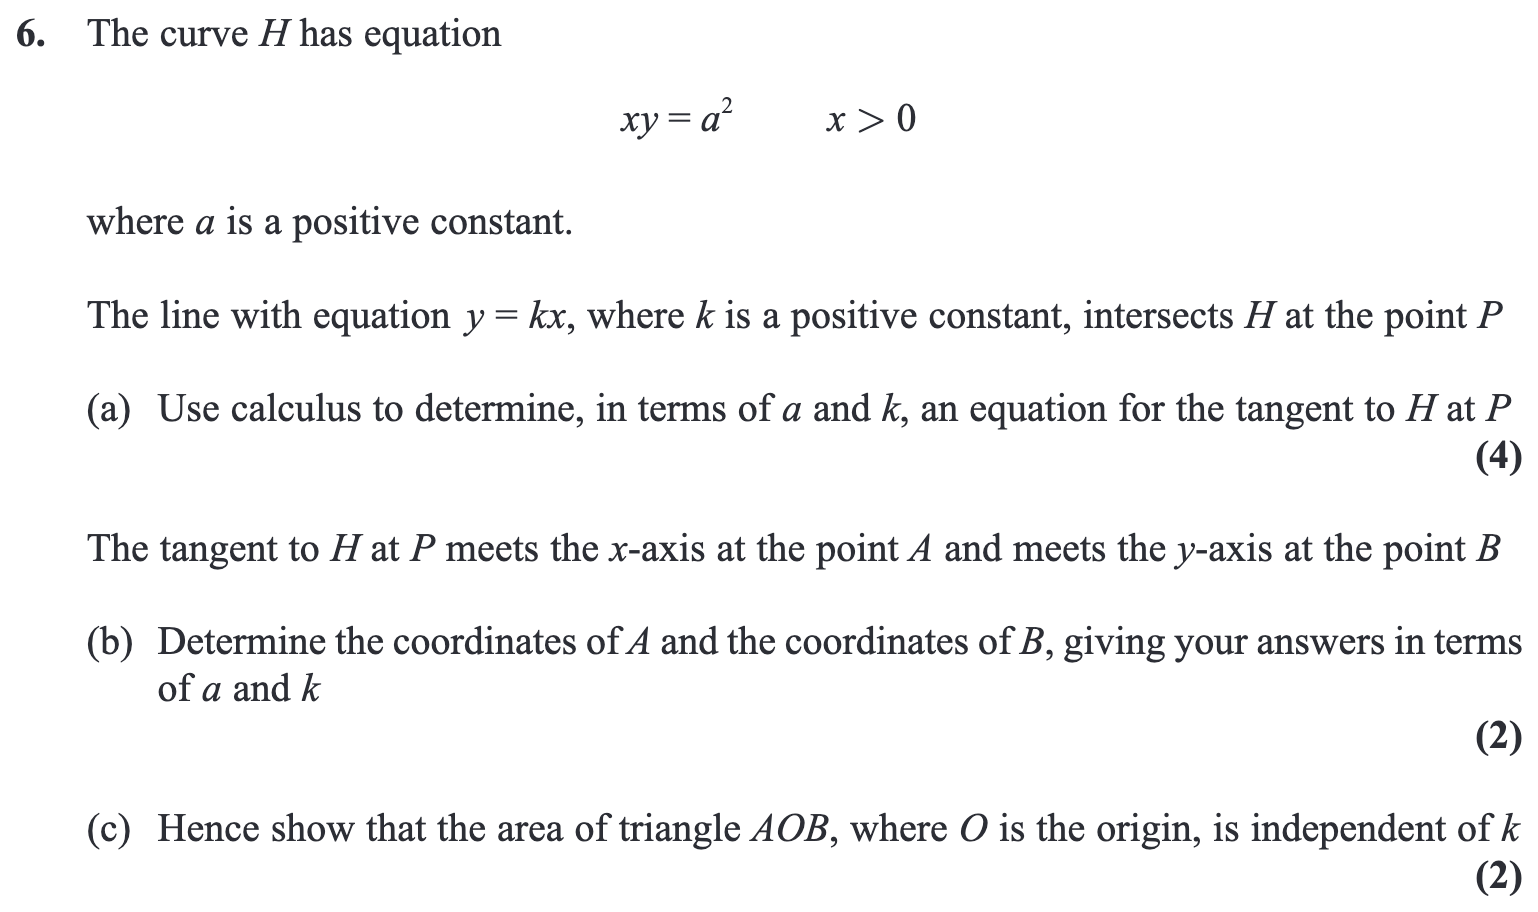 6. The curve H has equation
xy = a² x > 0
where a is a positive constant.
The line with equation y = kx, where k is a positive constant, intersects H at the point P
(a) Use calculus to determine, in terms of a and k, an equation for the tangent to H at P
(4)
The tangent to H at P meets the x-axis at the point A and meets the y-axis at the point B
(b) Determine the coordinates of A and the coordinates of B, giving your answers in terms
of a and k
(2)
(c) Hence show that the area of triangle AOB, where O is the origin, is independent of k
(2)